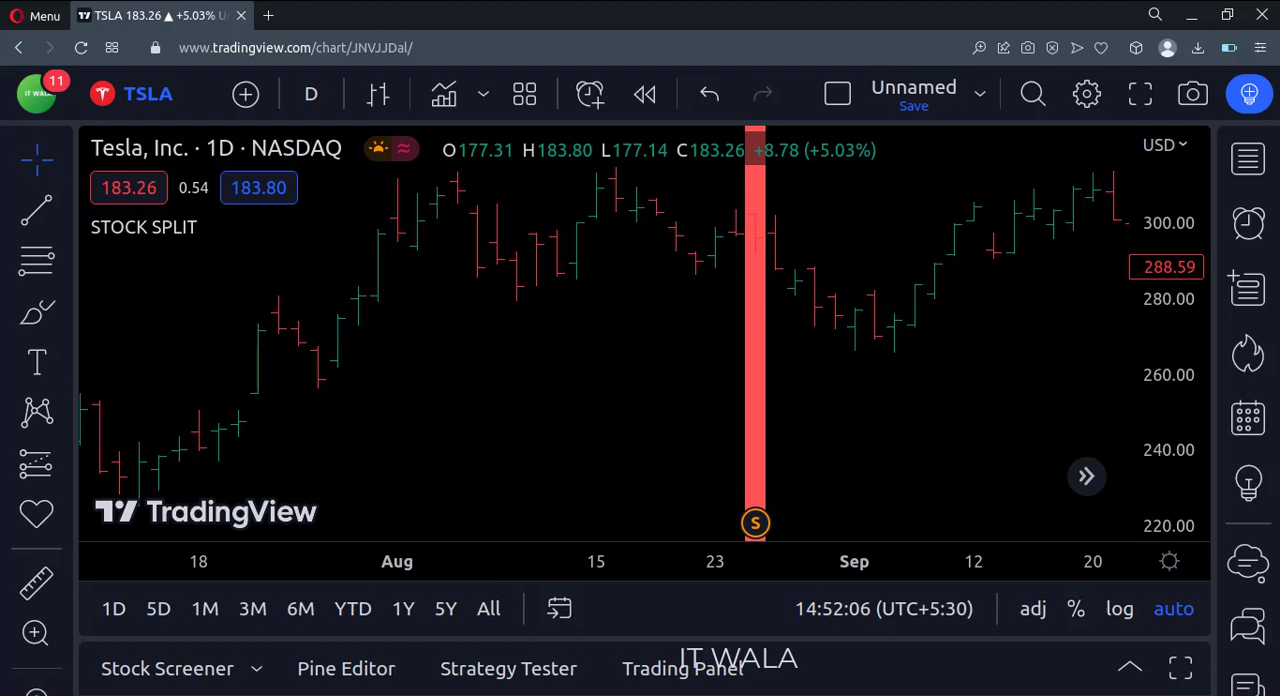 Menu
TSLA 183.26 ▲ +5.03% U
www.tradingview.com/chart/JNVJJDal/
IT WALA
11
TSLA
D
Unnamed
Save
Tesla, Inc. · 1D · NASDAQ
O177.31 H183.80 L177.14 C183.26 +8.78 (+5.03%)
USD
183.26 0.54 183.80
STOCK SPLIT
300.00
288.59
280.00
260.00
240.00
220.00
TradingView
S
18 Aug 15 23 Sep 12 20
1D 5D 1M 3M 6M YTD 1Y 5Y All
14:52:06 (UTC+5:30)
adj % log auto
Stock Screener
Pine Editor
Strategy Tester
Trading Panel
IT WALA